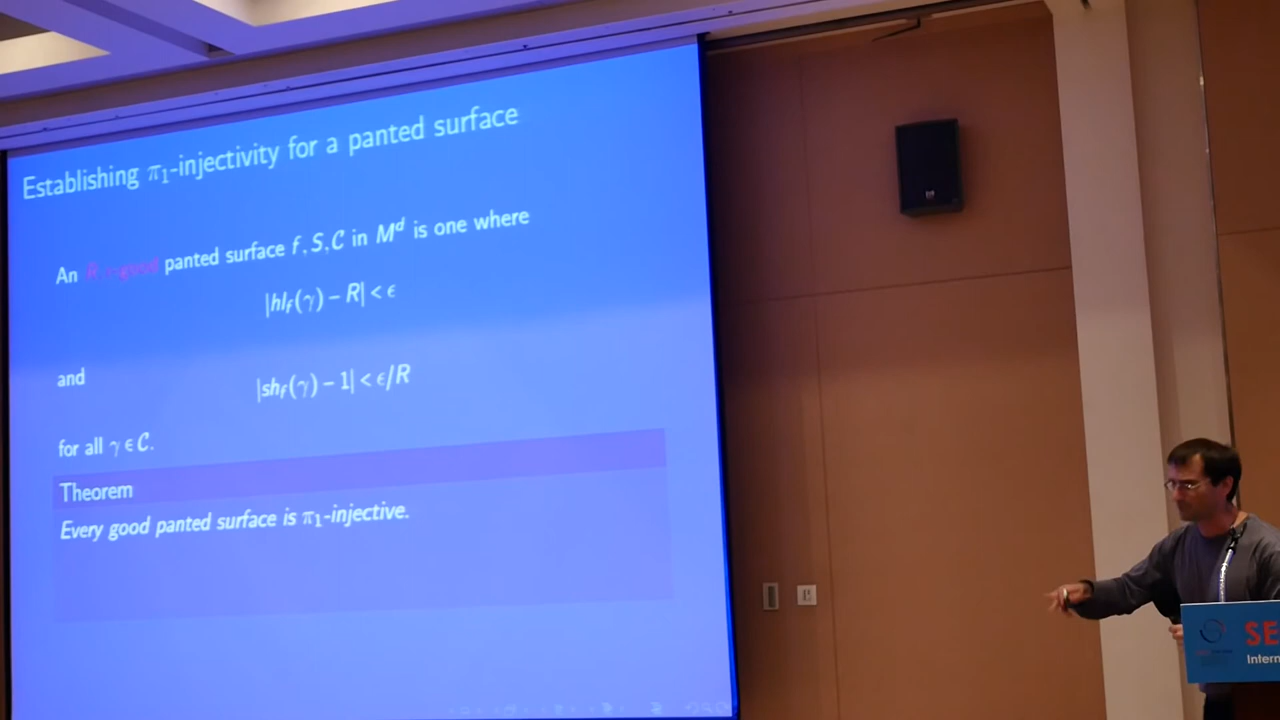 Establishing π₁-injectivity for a panted surface
An R, ε-good panted surface f, S, 𝒞 in Mᵈ is one where
|hl_f(γ) − R| < ϵ
and
|sh_f(γ) − 1| < ϵ/R
for all γ ∈ 𝒞.
Theorem
Every good panted surface is π₁-injective.
SE
Intern